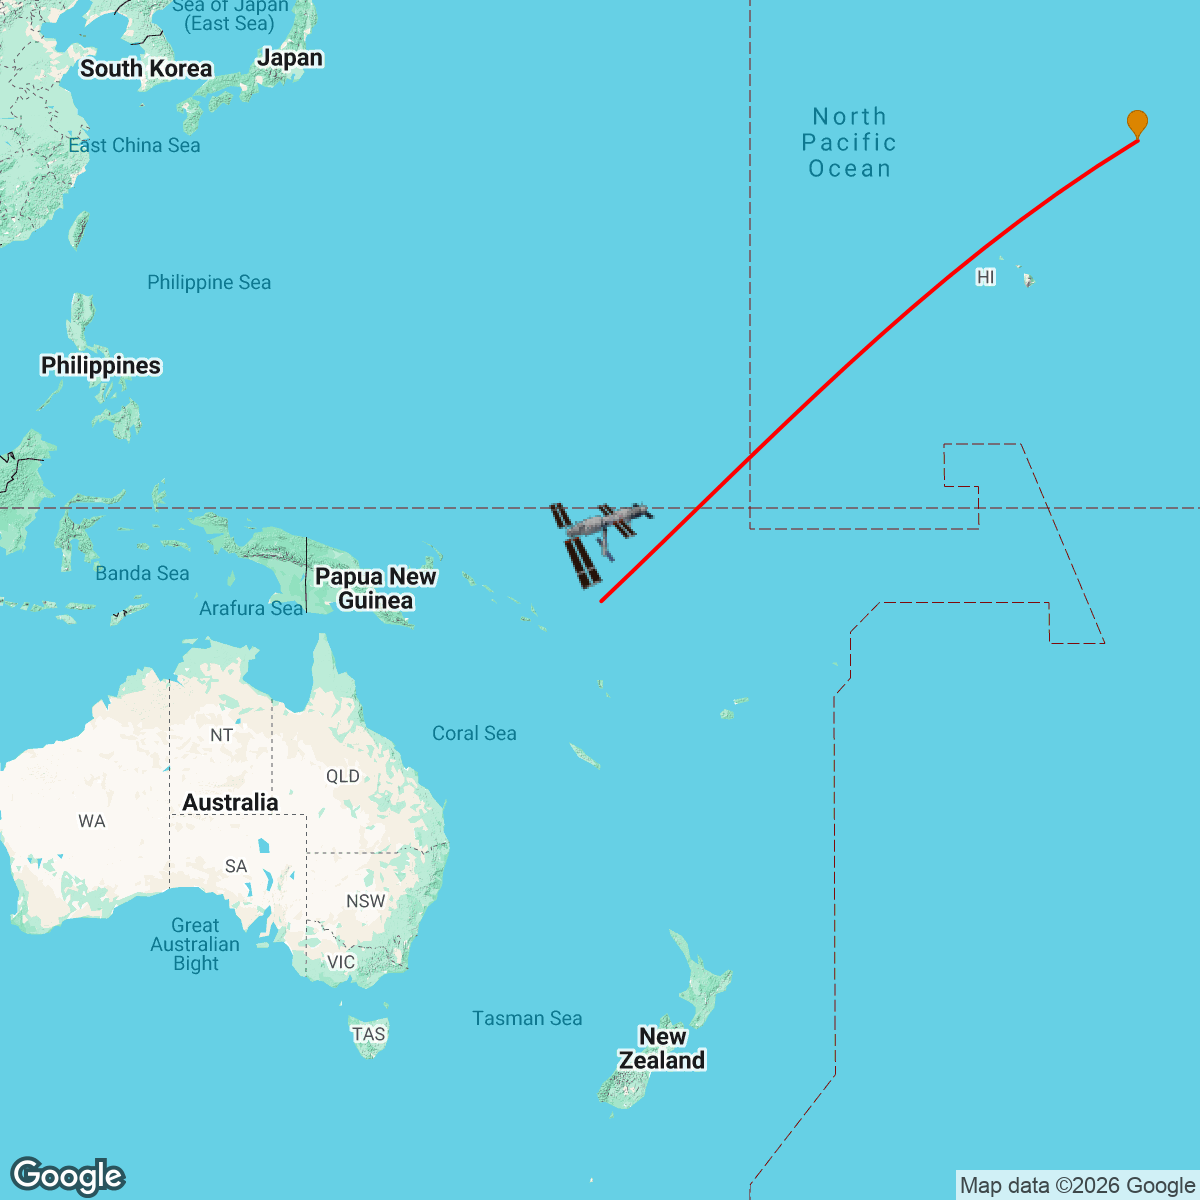 Sea of Japan
(East Sea)
South Korea
Japan
North
Pacific
Ocean
East China Sea
Philippine Sea
HI
Philippines
Banda Sea
Papua New
Guinea
Arafura Sea
Coral Sea
NT
QLD
Australia
WA
SA
NSW
Great
Australian
Bight
VIC
TAS
Tasman Sea
New
Zealand
Google
Map data ©2026 Google